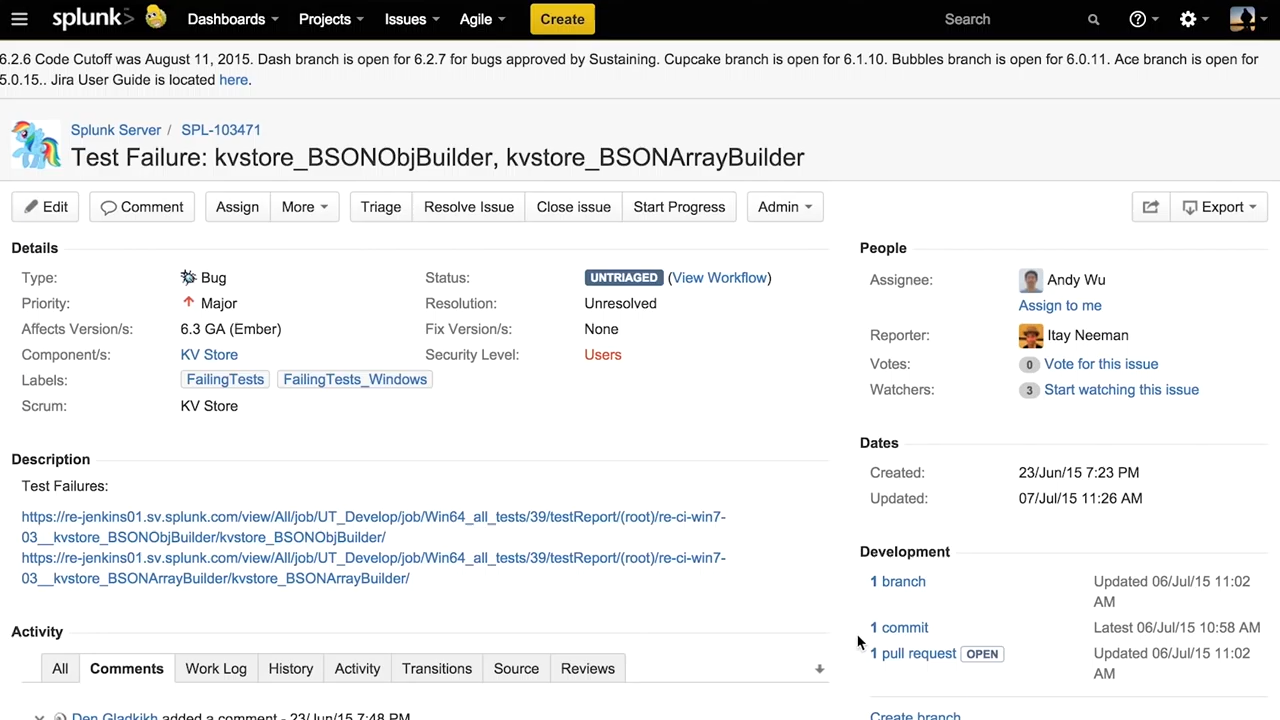 splunk> Dashboards Projects Issues Agile Create Search
6.2.6 Code Cutoff was August 11, 2015. Dash branch is open for 6.2.7 for bugs approved by Sustaining. Cupcake branch is open for 6.1.10. Bubbles branch is open for 6.0.11. Ace branch is open for
5.0.15.. Jira User Guide is located here.
Splunk Server / SPL-103471
Test Failure: kvstore_BSONObjBuilder, kvstore_BSONArrayBuilder
Edit Comment Assign More Triage Resolve Issue Close issue Start Progress Admin Export
Details
Type: Bug
Priority: Major
Affects Version/s: 6.3 GA (Ember)
Component/s: KV Store
Labels: FailingTests FailingTests_Windows
Scrum: KV Store
Status: UNTRIAGED (View Workflow)
Resolution: Unresolved
Fix Version/s: None
Security Level: Users
Description
Test Failures:
https://re-jenkins01.sv.splunk.com/view/All/job/UT_Develop/job/Win64_all_tests/39/testReport/(root)/re-ci-win7-
03__kvstore_BSONObjBuilder/kvstore_BSONObjBuilder/
https://re-jenkins01.sv.splunk.com/view/All/job/UT_Develop/job/Win64_all_tests/39/testReport/(root)/re-ci-win7-
03__kvstore_BSONArrayBuilder/kvstore_BSONArrayBuilder/
Activity
All Comments Work Log History Activity Transitions Source Reviews
Den Gladkikh added a comment - 23/Jun/15 7:48 PM
People
Assignee: Andy Wu
Assign to me
Reporter: Itay Neeman
Votes: 0 Vote for this issue
Watchers: 3 Start watching this issue
Dates
Created: 23/Jun/15 7:23 PM
Updated: 07/Jul/15 11:26 AM
Development
1 branch Updated 06/Jul/15 11:02
AM
1 commit Latest 06/Jul/15 10:58 AM
1 pull request OPEN Updated 06/Jul/15 11:02
AM
Create branch